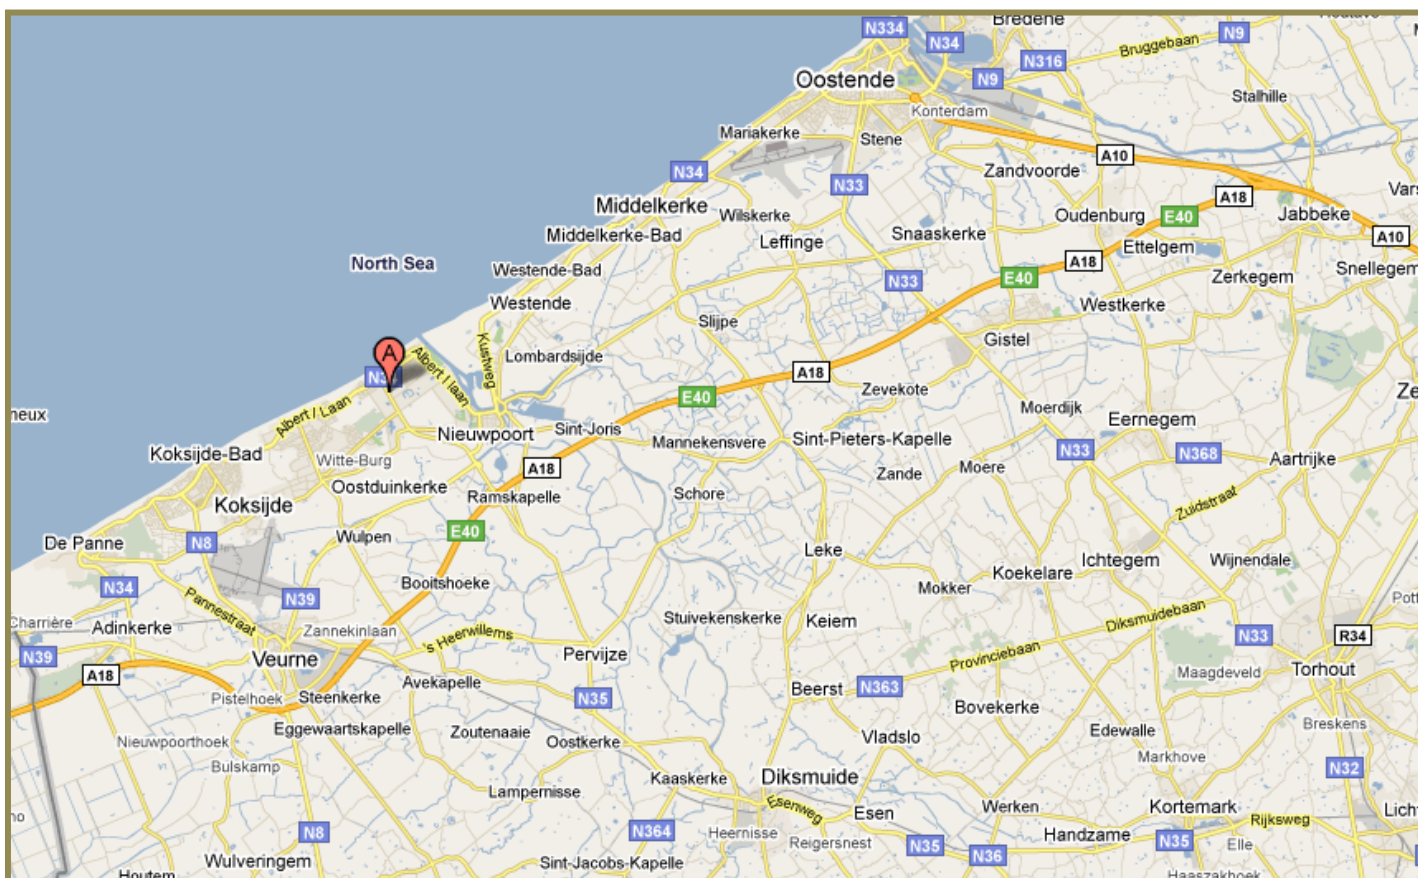 N334
Bredene
N34
N9
Bruggebaan
N316
N9
Oostende
Stalhille
Konterdam
Mariakerke
Stene
A10
N34
Zandvoorde
N33
Middelkerke
Wilskerke
Oudenburg
E40
A18
Jabbeke
Middelkerke-Bad
Leffinge
Snaaskerke
Ettelgem
A10
North Sea
Westende-Bad
A18
Zerkegem
Snellegem
N33
E40
Westende
Westkerke
Slijpe
Gistel
Kustweg
Lombardsijde
A
Albert I laan
A18
Zevekote
E40
Albert I Laan
Moerdijk
Eernegem
Nieuwpoort
Sint-Joris
Mannekensvere
Sint-Pieters-Kapelle
N33
N368
Koksijde-Bad
Witte-Burg
A18
Zande
Moere
Aartrijke
Oostduinkerke
Ramskapelle
Schore
Koksijde
Zuidstraat
E40
De Panne
N8
Wulpen
Leke
Ichtegem
Wijnendale
Koekelare
N34
Booitshoeke
Mokker
N39
Pannestraat
Diksmuidebaan
Charrière
Adinkerke
Zannekinlaan
Stuivekenskerke
Keiem
's Heerwillems
N33
R34
N39
Veurne
Pervijze
Provinciebaan
A18
Maagdeveld
Torhout
Avekapelle
Beerst
N363
Pistelhoek
Steenkerke
N35
Bovekerke
Breskens
Eggewaartskapelle
Zoutenaaie
Edewalle
Nieuwpoorthoek
Oostkerke
Vladslo
Markhove
Bulskamp
Kaaskerke
Diksmuide
N32
Lampernisse
Esenweg
Esen
Werken
Kortemark
Rijksweg
N8
N364
Heernisse
Handzame
N35
Reigersnest
N35
Elle
Wulveringem
Sint-Jacobs-Kapelle
N36
Houtem
Haaszakhoek